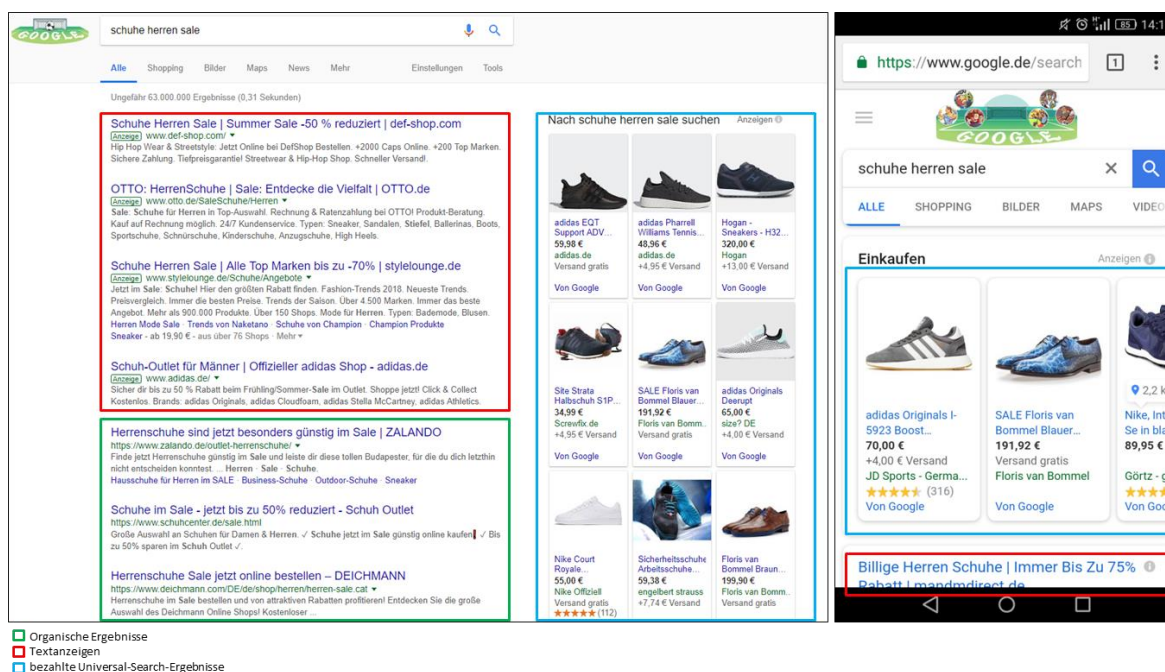 GOOGLE
schuhe herren sale
Alle Shopping Bilder Maps News Mehr Einstellungen Tools
Ungefähr 63.000.000 Ergebnisse (0,31 Sekunden)
Schuhe Herren Sale | Summer Sale -50 % reduziert | def-shop.com
Anzeige www.def-shop.com/
Hip Hop Wear & Streetstyle: Jetzt Online bei DefShop Bestellen. +2000 Caps Online. +200 Top Marken.
Sichere Zahlung. Tiefpreisgarantie! Streetwear & Hip-Hop Shop. Schneller Versand!.
OTTO: HerrenSchuhe | Sale: Entdecke die Vielfalt | OTTO.de
Anzeige www.otto.de/SaleSchuhe/Herren
Sale: Schuhe für Herren in Top-Auswahl. Rechnung & Ratenzahlung bei OTTO! Produkt-Beratung.
Kauf auf Rechnung möglich. 24/7 Kundenservice. Typen: Sneaker, Sandalen, Stiefel, Ballerinas, Boots,
Sportschuhe, Schnürschuhe, Kinderschuhe, Anzugschuhe, High Heels.
Schuhe Herren Sale | Alle Top Marken bis zu -70% | stylelounge.de
Anzeige www.stylelounge.de/Schuhe/Angebote
Jetzt im Sale: Schuhe! Hier den größten Rabatt finden. Fashion-Trends 2018. Neueste Trends.
Preisvergleich. Immer die besten Preise. Trends der Saison. Über 4.500 Marken. Immer das beste
Angebot. Mehr als 900.000 Produkte. Über 150 Shops. Mode für Herren. Typen: Bademode, Blusen.
Herren Mode Sale · Trends von Naketano · Schuhe von Champion · Champion Produkte
Sneaker - ab 19,90 € - aus über 76 Shops · Mehr
Schuh-Outlet für Männer | Offizieller adidas Shop - adidas.de
Anzeige www.adidas.de/
Sicher dir bis zu 50 % Rabatt beim Frühling/Sommer-Sale im Outlet. Shoppe jetzt! Click & Collect
Kostenlos. Brands: adidas Originals, adidas Cloudfoam, adidas Stella McCartney, adidas Athletics.
Herrenschuhe sind jetzt besonders günstig im Sale | ZALANDO
https://www.zalando.de/outlet-herrenschuhe/
Finde jetzt Herrenschuhe günstig im Sale und leiste dir diese tollen Budapester, für die du dich letzthin
nicht entscheiden konntest. ... Herren · Sale · Schuhe.
Hausschuhe für Herren im SALE · Business-Schuhe · Outdoor-Schuhe · Sneaker
Schuhe im Sale - jetzt bis zu 50% reduziert - Schuh Outlet
https://www.schuhcenter.de/sale.html
Große Auswahl an Schuhen für Damen & Herren. ✓ Schuhe jetzt im Sale günstig online kaufen! ✓ Bis
zu 50% sparen im Schuh Outlet ✓.
Herrenschuhe Sale jetzt online bestellen – DEICHMANN
https://www.deichmann.com/DE/de/shop/herren/herren-sale.cat
Herrenschuhe im Sale bestellen und von attraktiven Rabatten profitieren! Entdecken Sie die große
Auswahl des Deichmann Online Shops! Kostenloser ...
Nach schuhe herren sale suchen Anzeigen
adidas EQT adidas Pharrell Hogan -
Support ADV... Williams Tennis... Sneakers - H32...
59,98 € 48,96 € 320,00 €
adidas.de adidas.de Hogan
Versand gratis +4,95 € Versand +13,00 € Versand
Von Google Von Google Von Google
Site Strata SALE Floris van adidas Originals
Halbschuh S1P... Bommel Blauer... Deerupt
34,99 € 191,92 € 65,00 €
Screwfix.de Floris van Bomm... size? DE
+4,95 € Versand Versand gratis +4,00 € Versand
Von Google Von Google Von Google
Nike Court Sicherheitsschuhe Floris van
Royale... Arbeitsschuhe... Bommel Braun...
55,00 € 59,38 € 199,90 €
Nike Offiziell engelbert strauss Floris van Bomm...
Versand gratis +7,74 € Versand Versand gratis
(112)
85 14:1
https://www.google.de/search 1
GOOGLE
schuhe herren sale
ALLE SHOPPING BILDER MAPS VIDEO
Einkaufen Anzeigen
2,2 k
adidas Originals I- SALE Floris van Nike, Int
5923 Boost... Bommel Blauer... Se in bla
70,00 € 191,92 € 89,95 €
+4,00 € Versand Versand gratis
JD Sports - Germa... Floris van Bommel Görtz - g
(316)
Von Google Von Google Von Goo
Billige Herren Schuhe | Immer Bis Zu 75%
Rabatt | mandmdirect.de
Organische Ergebnisse
Textanzeigen
bezahlte Universal-Search-Ergebnisse